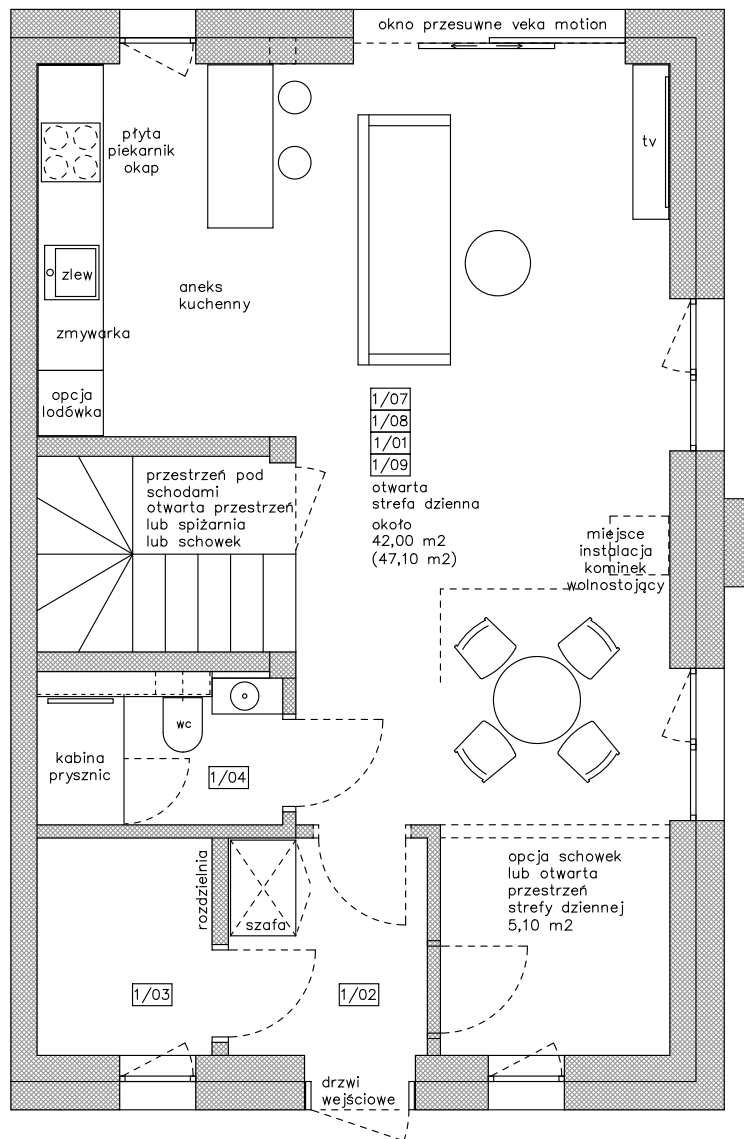 okno przesuwne veka motion
płyta
piekarnik
okap
tv
zlew
aneks
kuchenny
zmywarka
opcja
lodówka
1/07
1/08
1/01
1/09
otwarta
strefa dzienna
około
42,00 m2
(47,10 m2)
przestrzeń pod
schodami
otwarta przestrzeń
lub spiżarnia
lub schowek
miejsce
instalacja
kominek
wolnostojący
wc
kabina
prysznic
1/04
rozdzielnia
szafa
opcja schowek
lub otwarta
przestrzeń
strefy dziennej
5,10 m2
1/03
1/02
drzwi
wejściowe